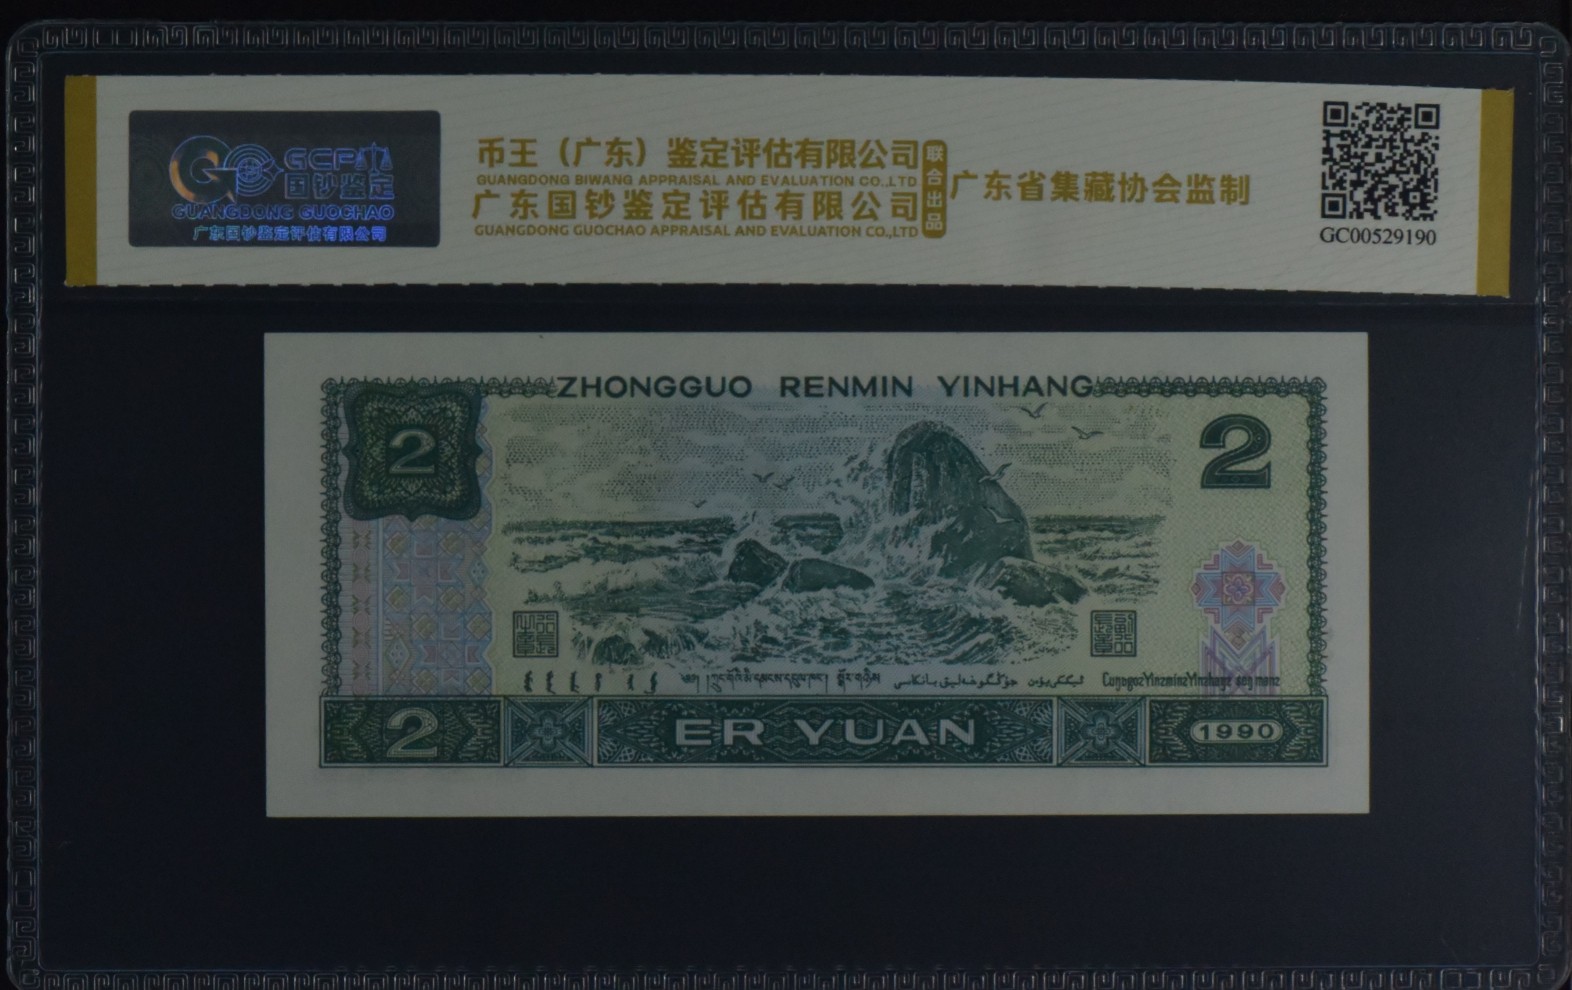 GCP
国钞鉴定
GUANGDONG GUOCHAO
广东国钞鉴定评估有限公司
币王（广东）鉴定评估有限公司
GUANGDONG BIWANG APPRAISAL AND EVALUATION CO.,LTD
广东国钞鉴定评估有限公司
GUANGDONG GUOCHAO APPRAISAL AND EVALUATION CO.,LTD
联合出品
广东省集藏协会监制
GC00529190
ZHONGGUO RENMIN YINHANG
2
2
2
ER YUAN
1990